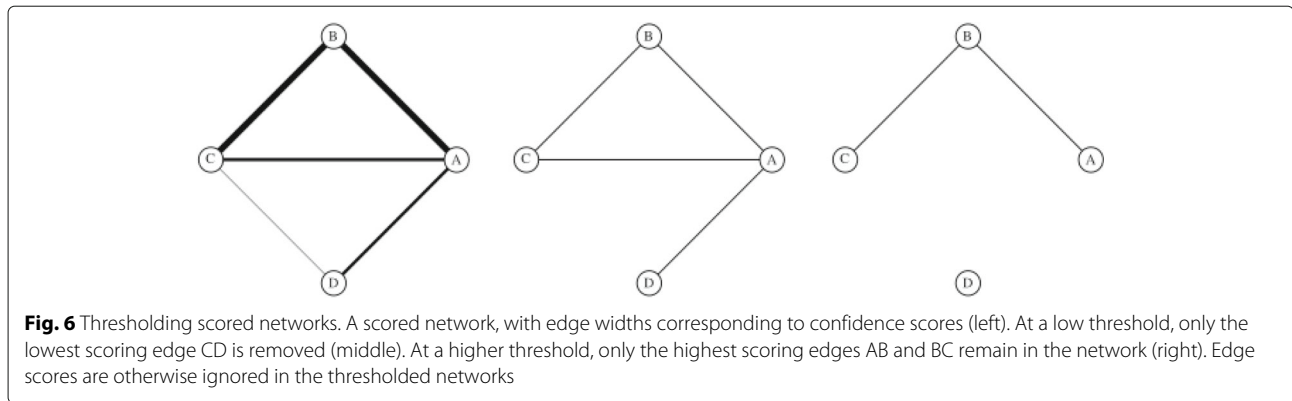 B B B
C A C A C A
D D D
Fig. 6 Thresholding scored networks. A scored network, with edge widths corresponding to confidence scores (left). At a low threshold, only the
lowest scoring edge CD is removed (middle). At a higher threshold, only the highest scoring edges AB and BC remain in the network (right). Edge
scores are otherwise ignored in the thresholded networks